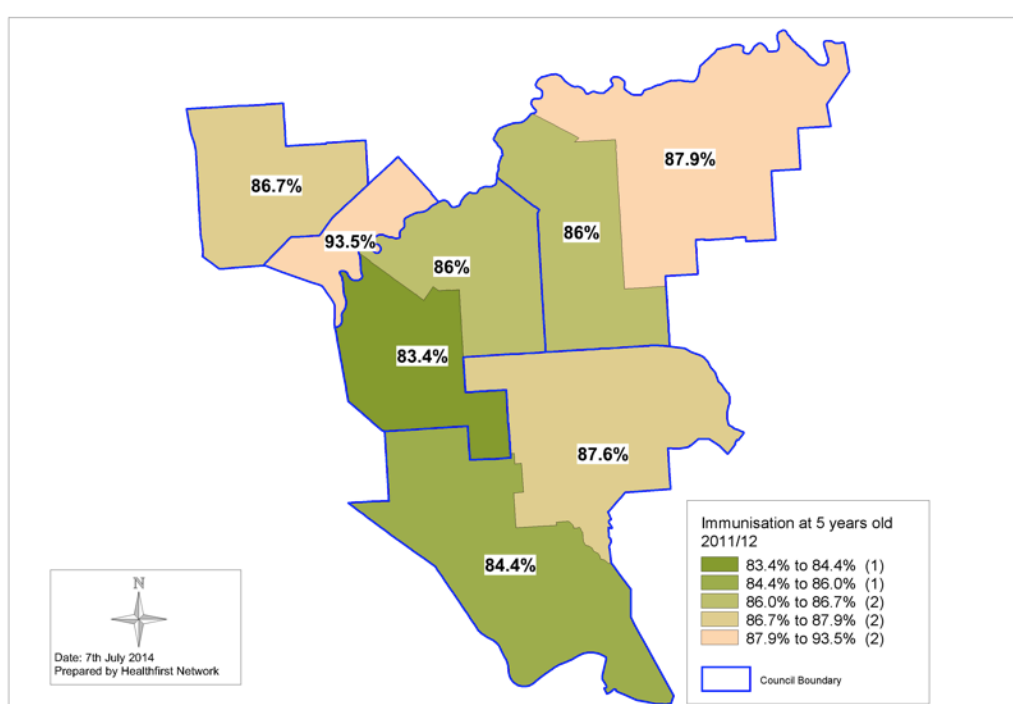 87.9%
86.7%
93.5%
86%
86%
83.4%
87.6%
84.4%
Immunisation at 5 years old
2011/12
83.4% to 84.4% (1)
84.4% to 86.0% (1)
86.0% to 86.7% (2)
86.7% to 87.9% (2)
87.9% to 93.5% (2)
Council Boundary
N
Date: 7th July 2014
Prepared by Healthfirst Network